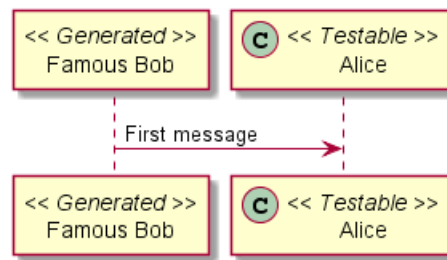 << Generated >>
Famous Bob
C << Testable >>
Alice
First message
<< Generated >>
Famous Bob
C << Testable >>
Alice